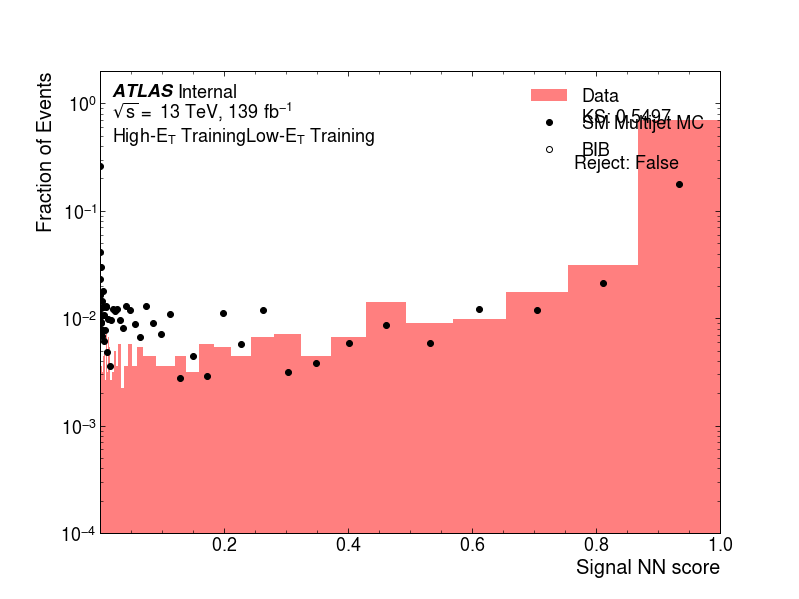 ATLAS Internal
√s = 13 TeV, 139 fb⁻¹
High-E_T TrainingLow-E_T Training
Data
KS: 0.5497
SM Multijet MC
BIB
Reject: False
Fraction of Events
10⁰
10⁻¹
10⁻²
10⁻³
10⁻⁴
0.2 0.4 0.6 0.8 1.0
Signal NN score